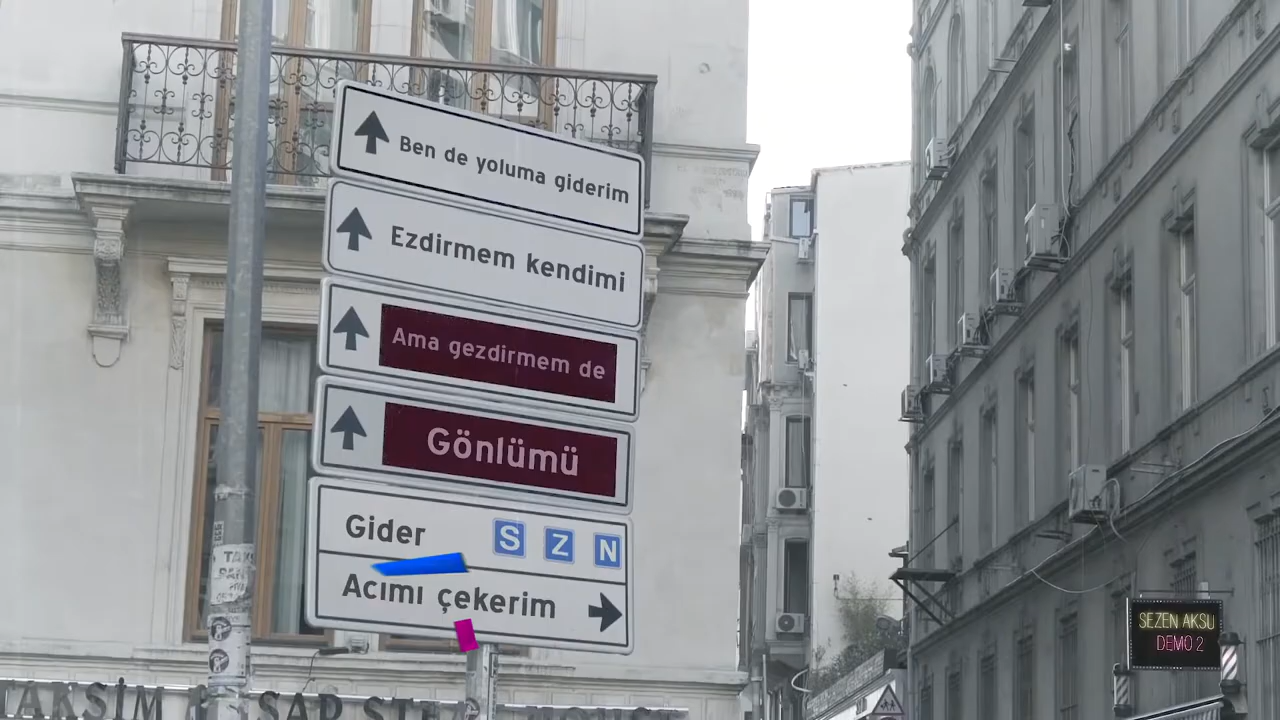 Ben de yoluma giderim
Ezdirmem kendimi
Ama gezdirmem de
Gönlümü
Gider S Z N
Acımı çekerim
SEZEN AKSU
DEMO 2
TAKSİM